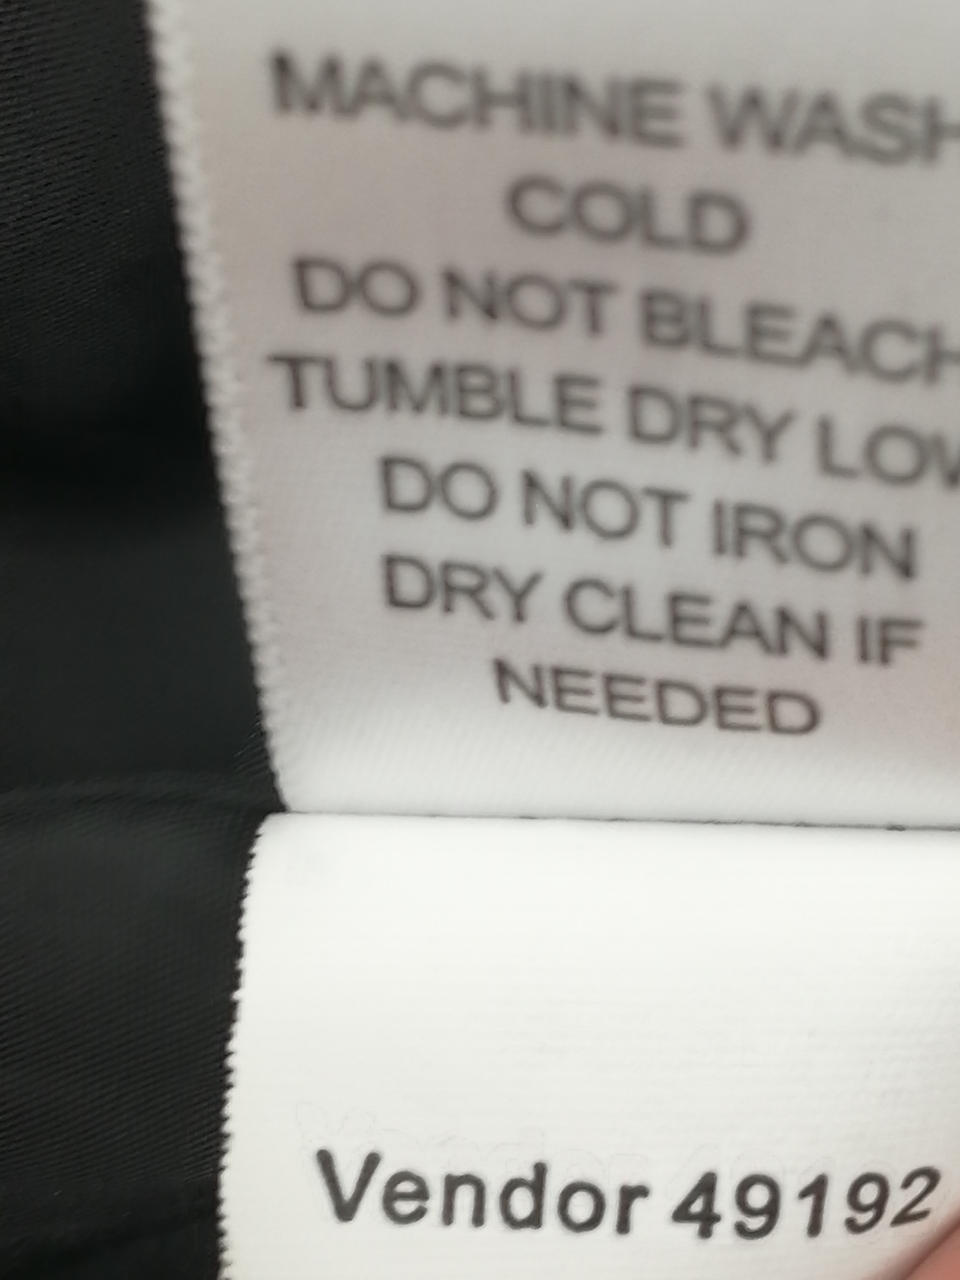 MACHINE WASH
COLD
DO NOT BLEACH
TUMBLE DRY LOW
DO NOT IRON
DRY CLEAN IF
NEEDED
Vendor 49192